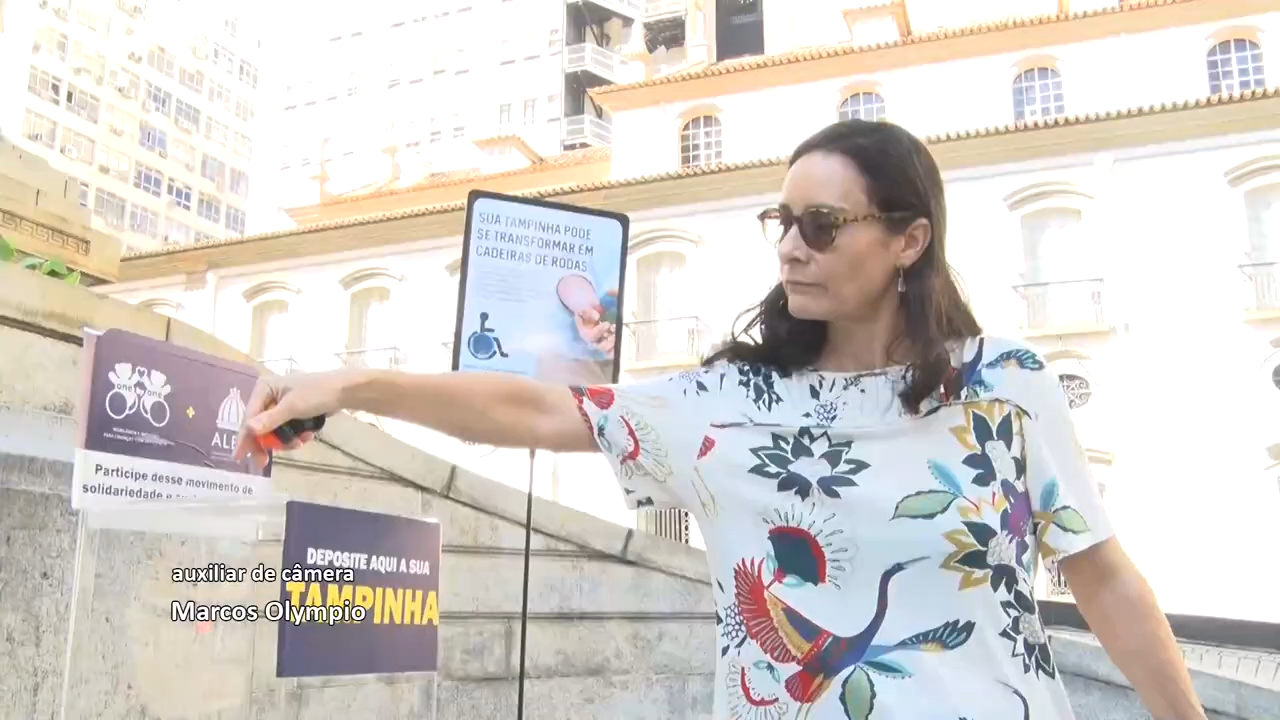 SUA TAMPINHA PODE
SE TRANSFORMAR EM
CADEIRAS DE RODAS
one
one
Participe desse movimento de
solidariedade e
DEPOSITE AQUI A SUA
TAMPINHA
auxiliar de câmera
Marcos Olympio